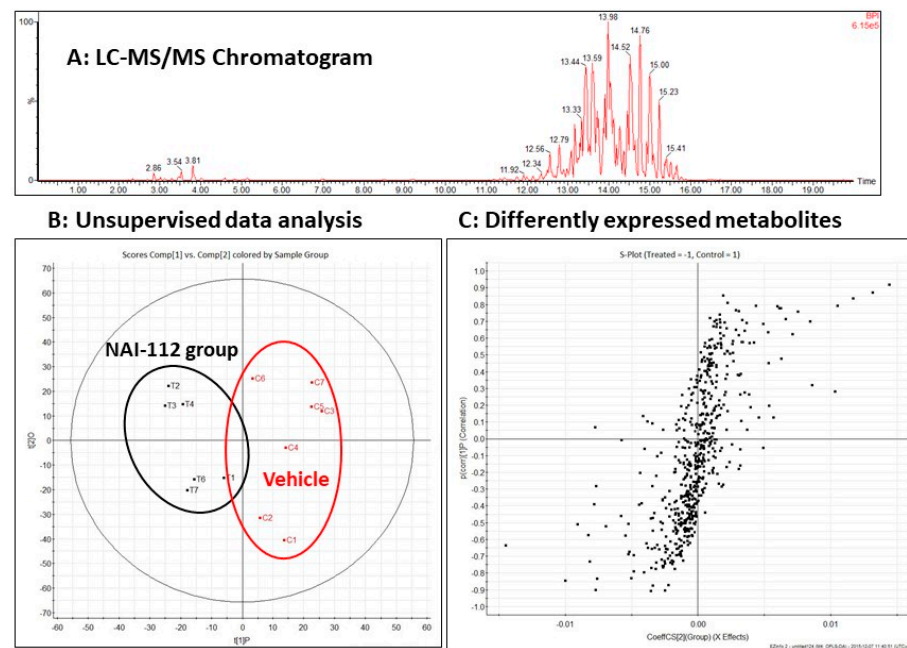 A: LC-MS/MS Chromatogram
BPI
6.15e5
100
%
0
13.98
14.76
14.52
13.44 13.59
15.00
15.23
13.33
12.79
12.56
15.41
11.92 12.34
2.86 3.54 3.81
1.00 2.00 3.00 4.00 5.00 6.00 7.00 8.00 9.00 10.00 11.00 12.00 13.00 14.00 15.00 16.00 17.00 18.00 19.00
Time
B: Unsupervised data analysis
C: Differently expressed metabolites
Scores Comp[1] vs. Comp[2] colored by Sample Group
70
60
50
40
30
20
10
0
-10
-20
-30
-40
-50
-60
-70
t[2]O
NAI-112 group
T2
T3 T4
T6 T1
T7
C6 C7
C5 C3
C4
Vehicle
C2
C1
-60 -50 -40 -30 -20 -10 0 10 20 30 40 50 60
t[1]P
S-Plot (Treated = -1, Control = 1)
1.0
0.9
0.8
0.7
0.6
0.5
0.4
0.3
0.2
0.1
-0.0
-0.1
-0.2
-0.3
-0.4
-0.5
-0.6
-0.7
-0.8
-0.9
-1.0
p(corr)[1]P (Correlation)
-0.01 0.00 0.01
CoeffCS[2](Group) (X Effects)